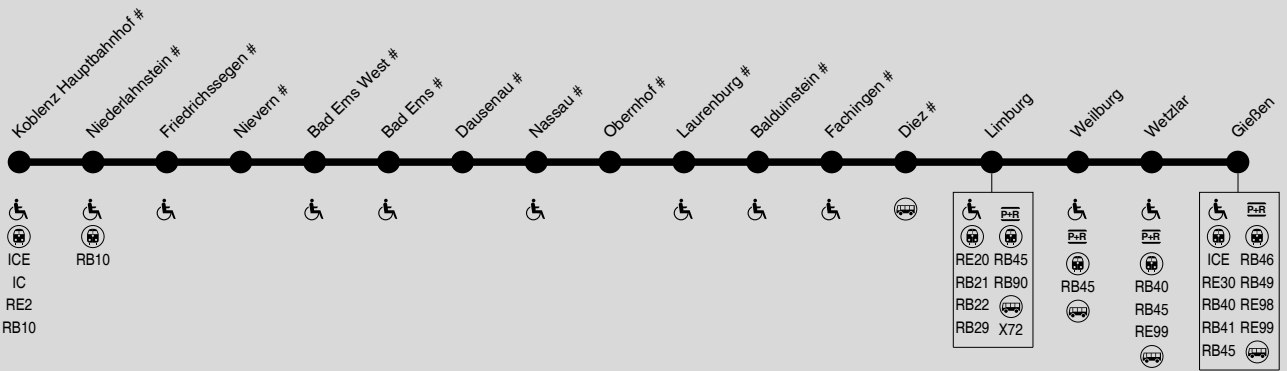 Koblenz Hauptbahnhof #
Niederlahnstein #
Friedrichssegen #
Nievern #
Bad Ems West #
Bad Ems #
Dausenau #
Nassau #
Obernhof #
Laurenburg #
Balduinstein #
Fachingen #
Diez #
Limburg
Weilburg
Wetzlar
Gießen
ICE
IC
RE2
RB10
RB10
P+R
RE20 RB45
RB21 RB90
RB22
RB29 X72
P+R
RB45
P+R
RB40
RB45
RE99
P+R
ICE RB46
RE30 RB49
RB40 RE98
RB41 RE99
RB45